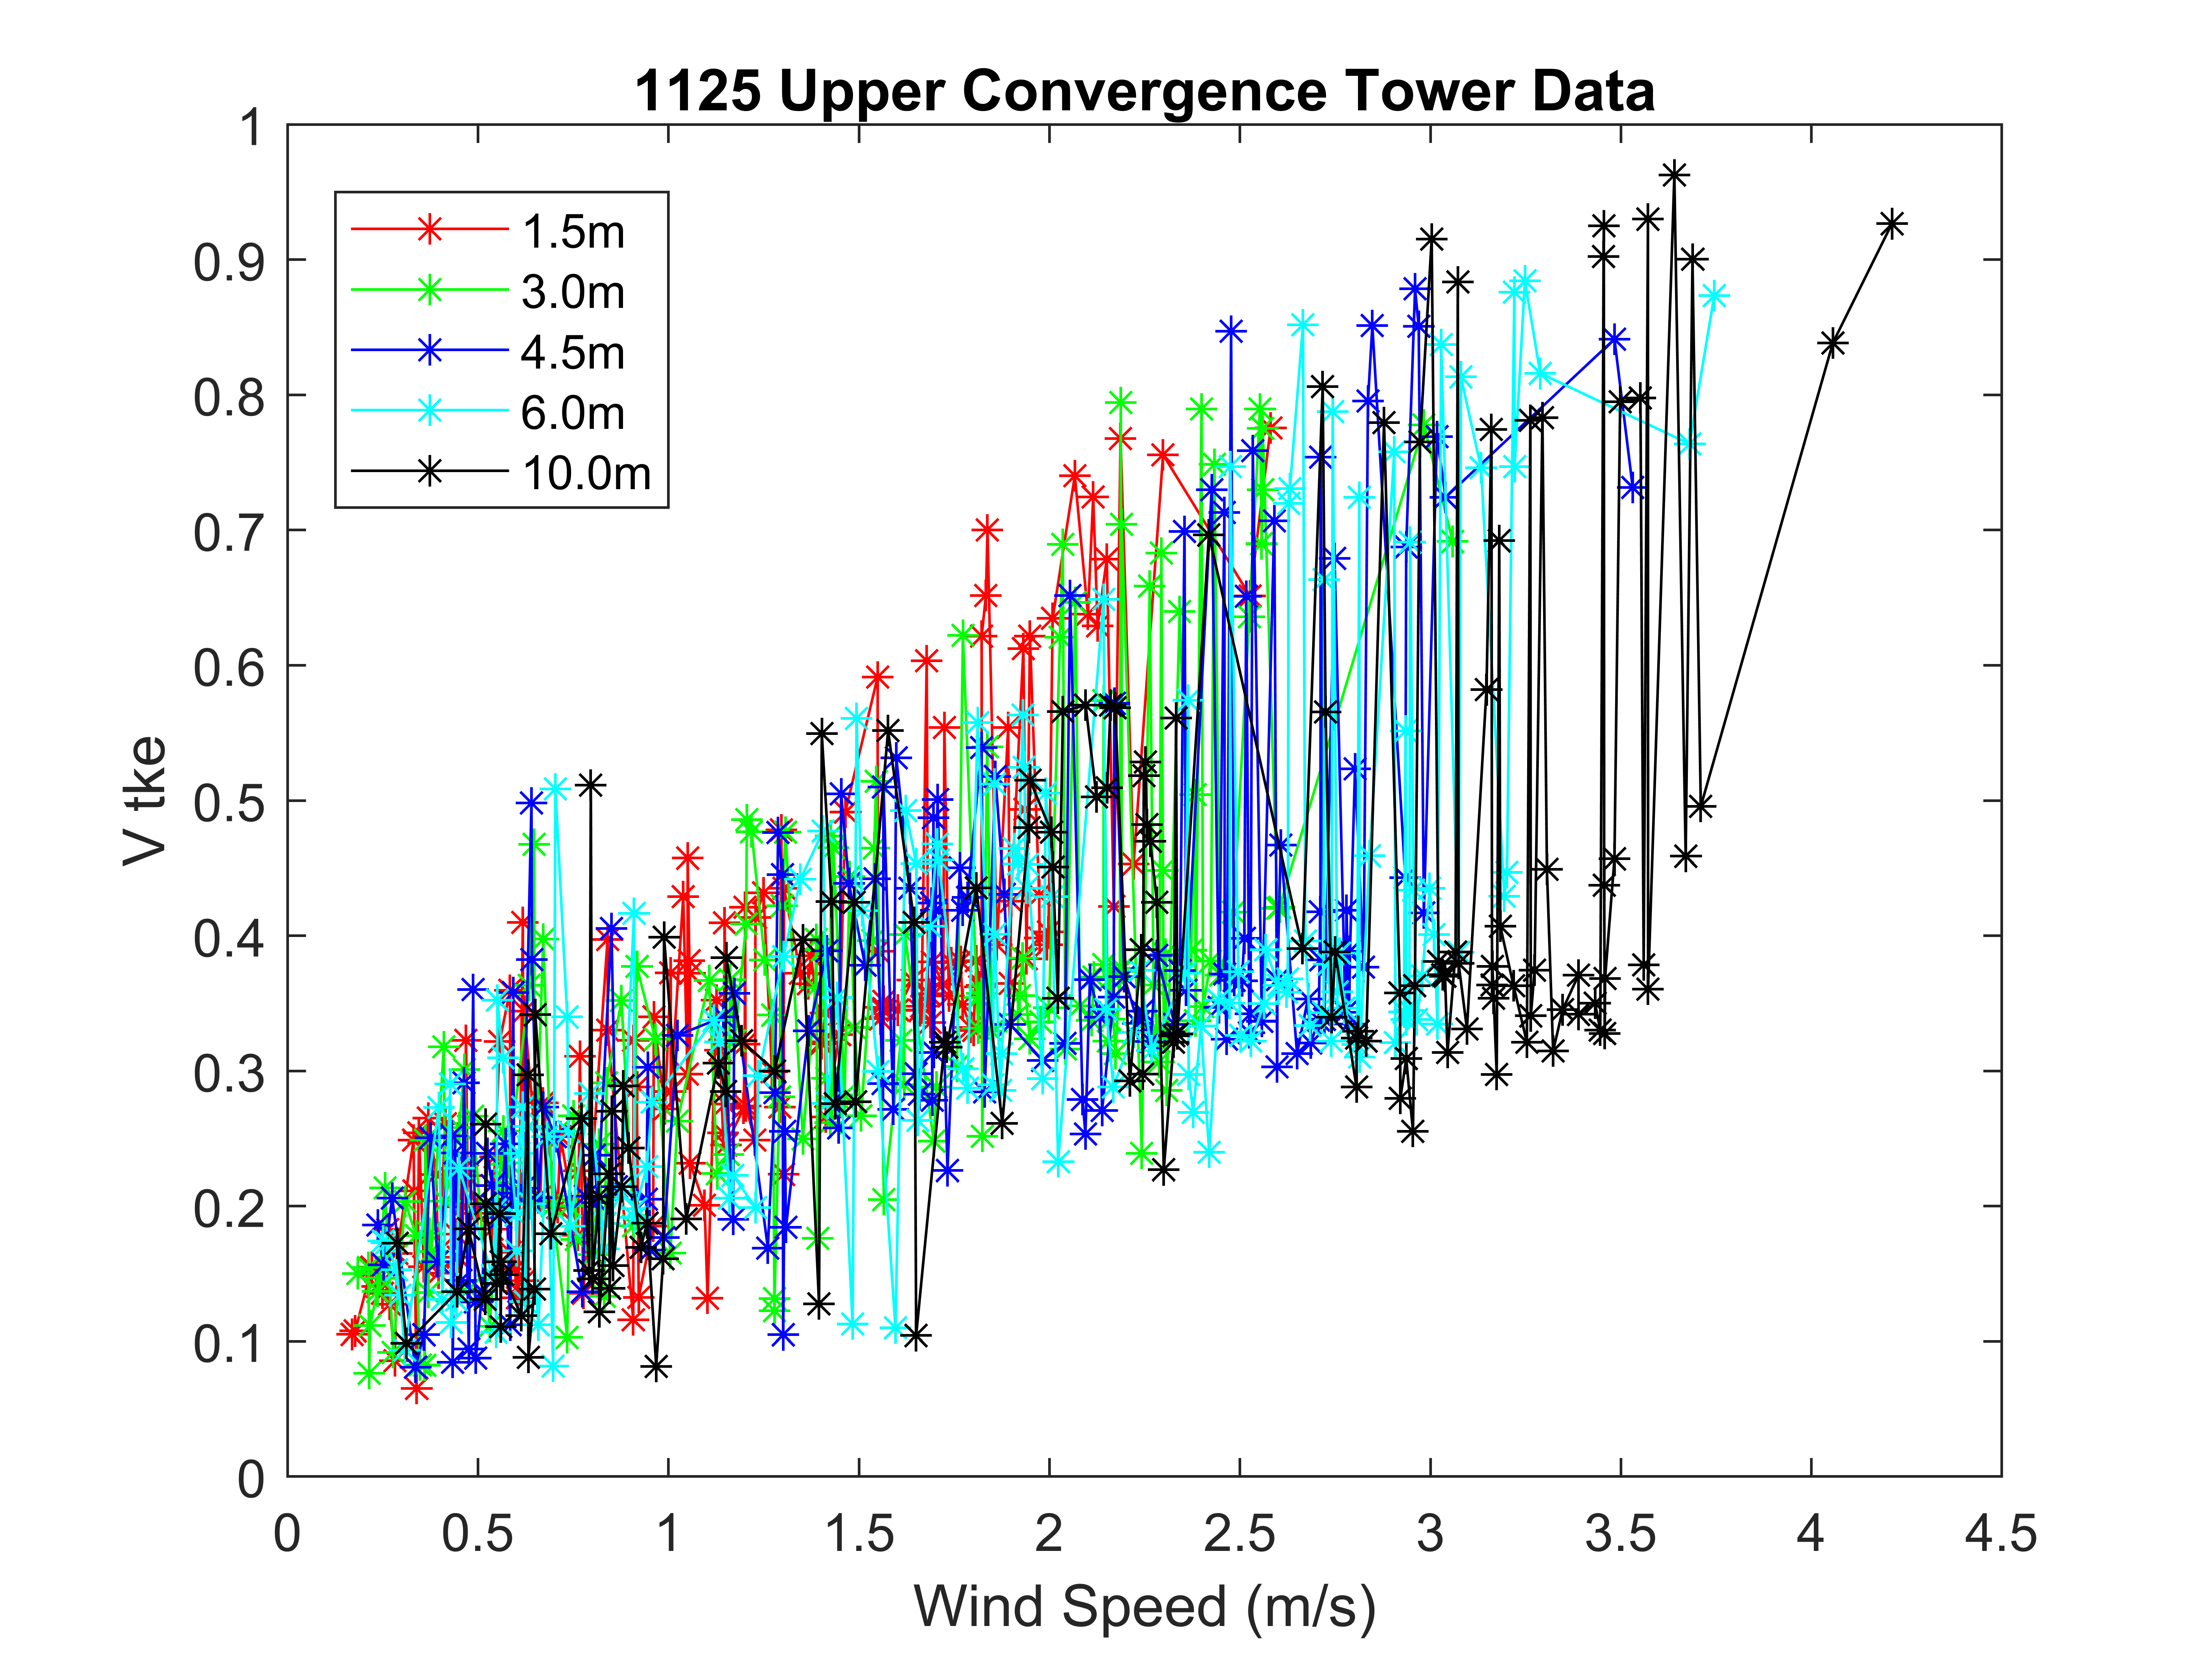 1125 Upper Convergence Tower Data
1
0.9
0.8
0.7
0.6
0.5
0.4
0.3
0.2
0.1
0
V tke
1.5m
3.0m
4.5m
6.0m
10.0m
0 0.5 1 1.5 2 2.5 3 3.5 4 4.5
Wind Speed (m/s)